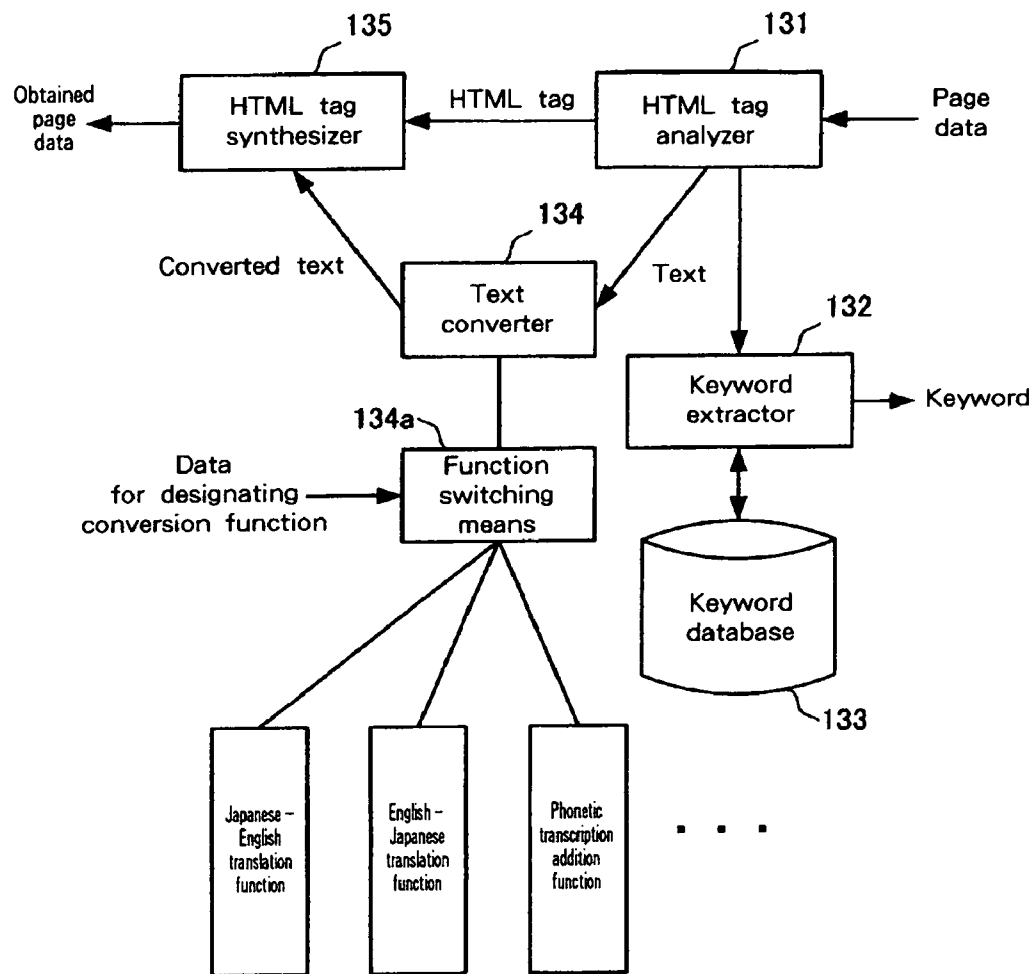 135
131
Obtained
page
data
HTML tag
synthesizer
HTML tag
HTML tag
analyzer
Page
data
134
Converted text
Text
converter
Text
132
Keyword
extractor
Keyword
134a
Data
for designating
conversion function
Function
switching
means
Keyword
database
133
Japanese –
English
translation
function
English –
Japanese
translation
function
Phonetic
transcription
addition
function
. . .